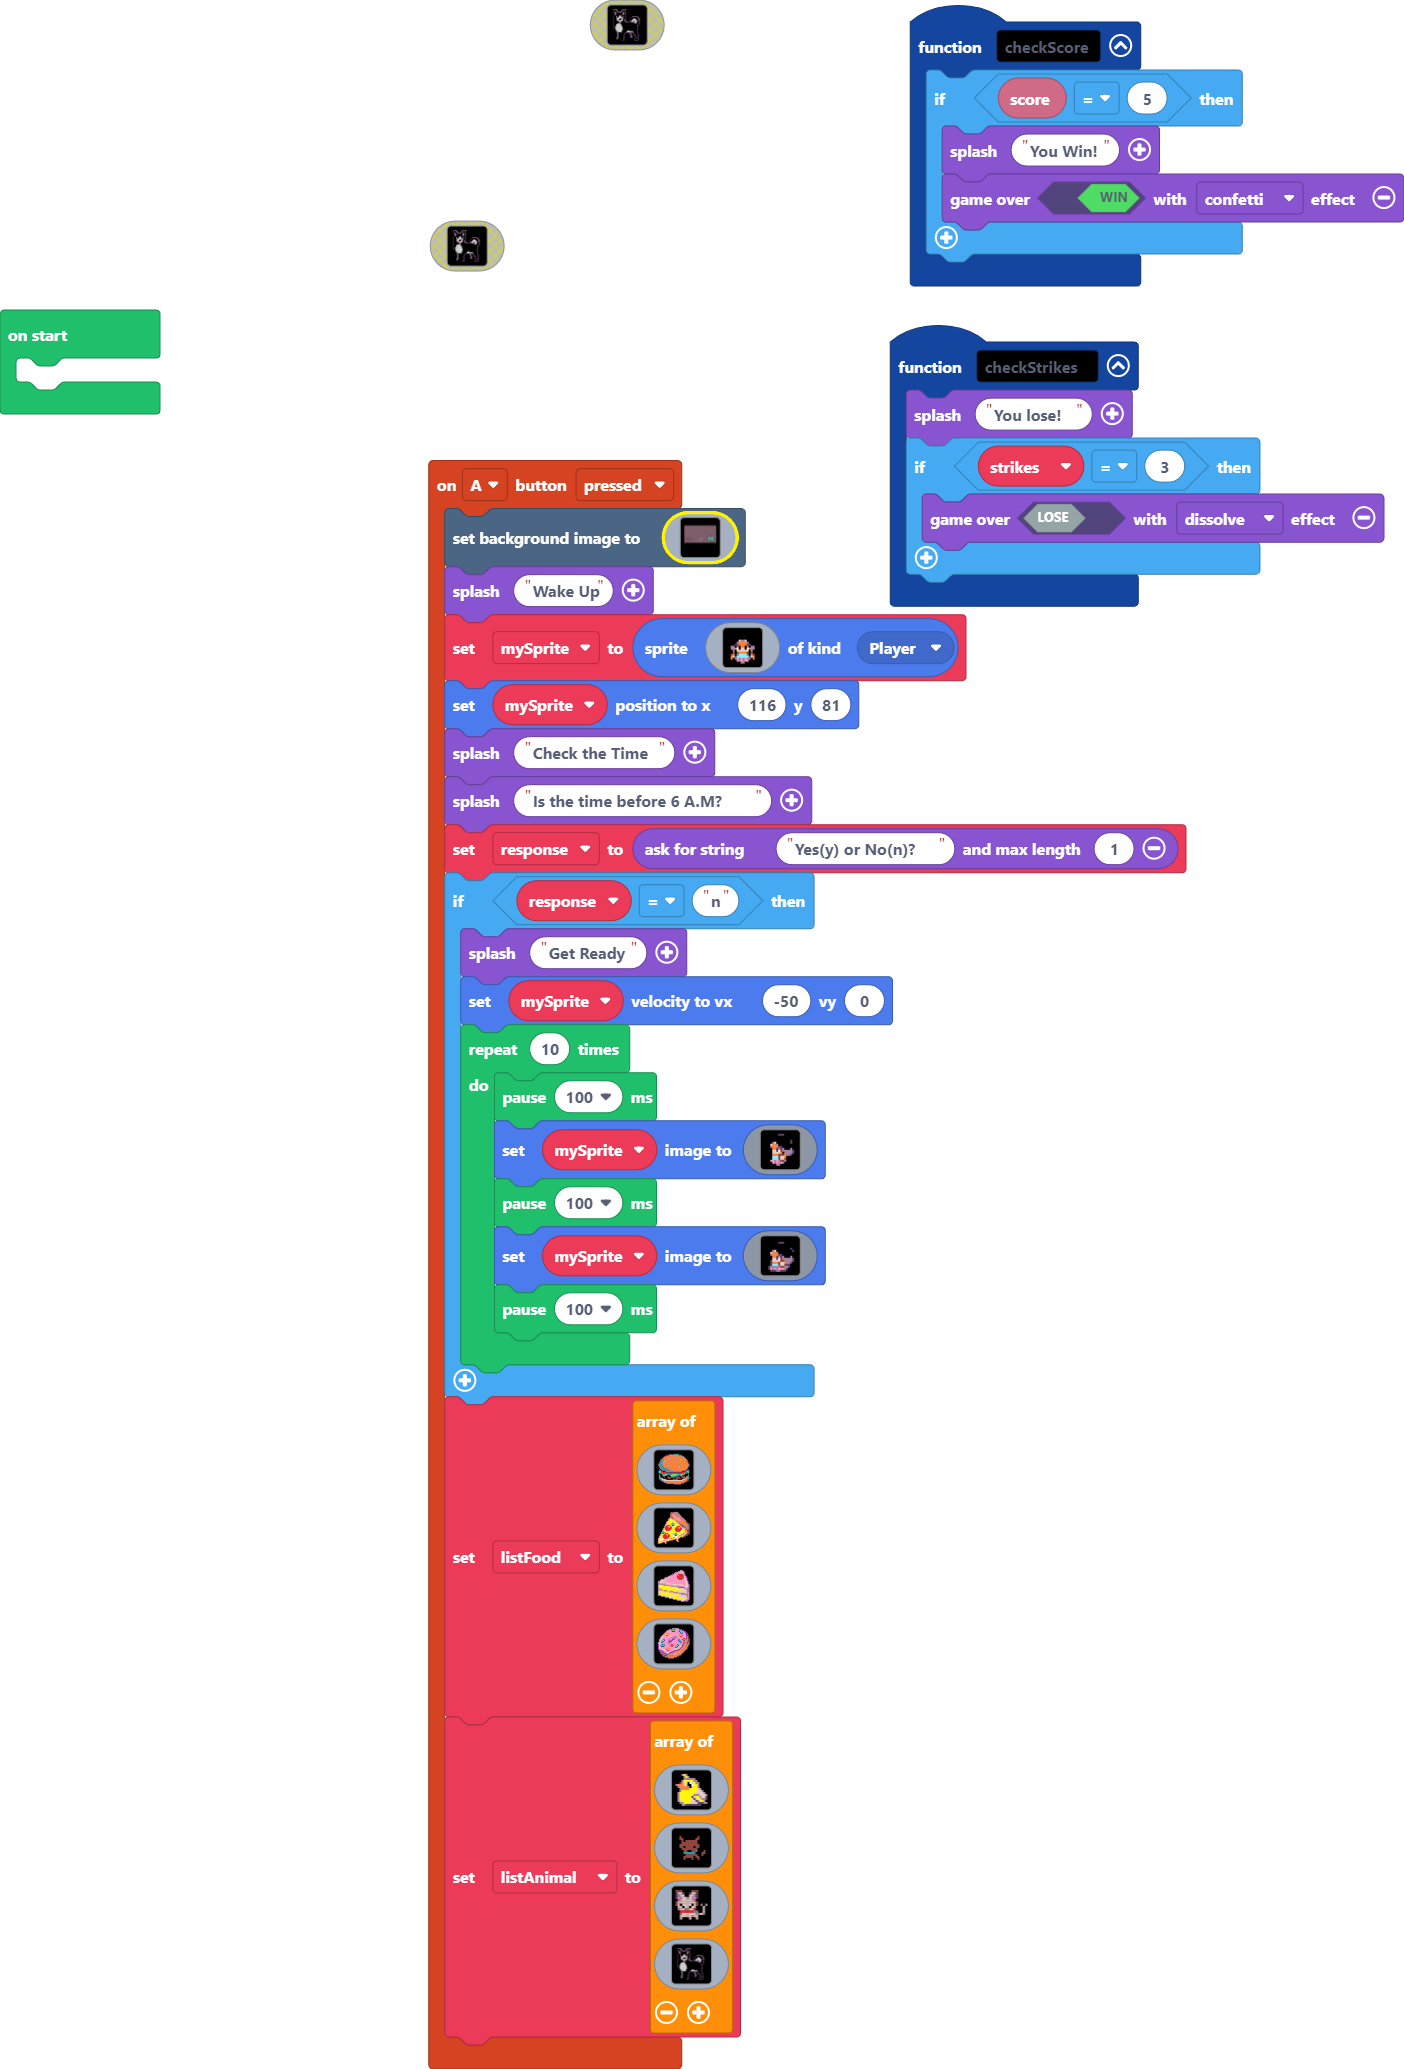 function checkScore
if score = 5 then
splash "You Win!"
game over WIN with confetti effect
on start
function checkStrikes
splash "You lose! "
if strikes = 3 then
game over LOSE with dissolve effect
on A button pressed
set background image to
splash "Wake Up"
set mySprite to sprite of kind Player
set mySprite position to x 116 y 81
splash "Check the Time "
splash "Is the time before 6 A.M? "
set response to ask for string "Yes(y) or No(n)? " and max length 1
if response = "n" then
splash "Get Ready "
set mySprite velocity to vx -50 vy 0
repeat 10 times
do
pause 100 ms
set mySprite image to
pause 100 ms
set mySprite image to
pause 100 ms
array of
set listFood to
array of
set listAnimal to